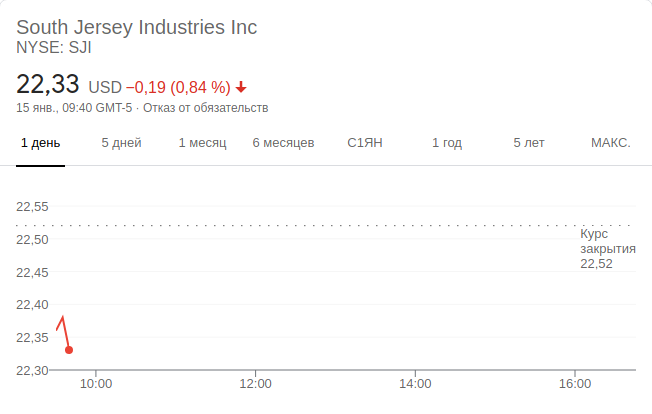 South Jersey Industries Inc
NYSE: SJI
22,33 USD −0,19 (0,84 %)
15 янв., 09:40 GMT-5 · Отказ от обязательств
1 день 5 дней 1 месяц 6 месяцев С1ЯН 1 год 5 лет МАКС.
22,55
22,50
22,45
22,40
22,35
22,30
Курс
закрытия
22,52
10:00 12:00 14:00 16:00